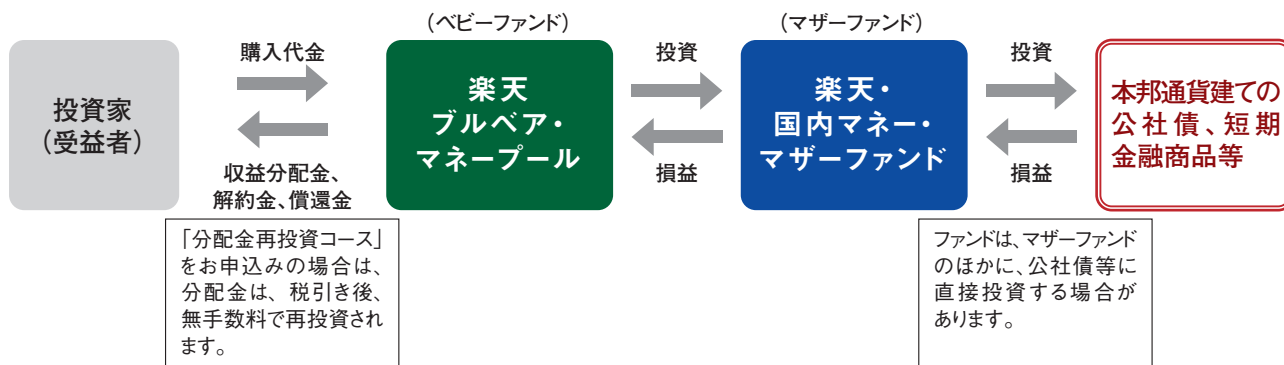 (ベビーファンド)
(マザーファンド)
投資家
(受益者)
購入代金
収益分配金、
解約金、償還金
楽天
ブルベア・
マネープール
投資
損益
楽天・
国内マネー・
マザーファンド
投資
損益
本邦通貨建ての
公社債、短期
金融商品等
「分配金再投資コース」
をお申込みの場合は、
分配金は、税引き後、
無手数料で再投資され
ます。
ファンドは、マザーファンド
のほかに、公社債等に
直接投資する場合が
あります。